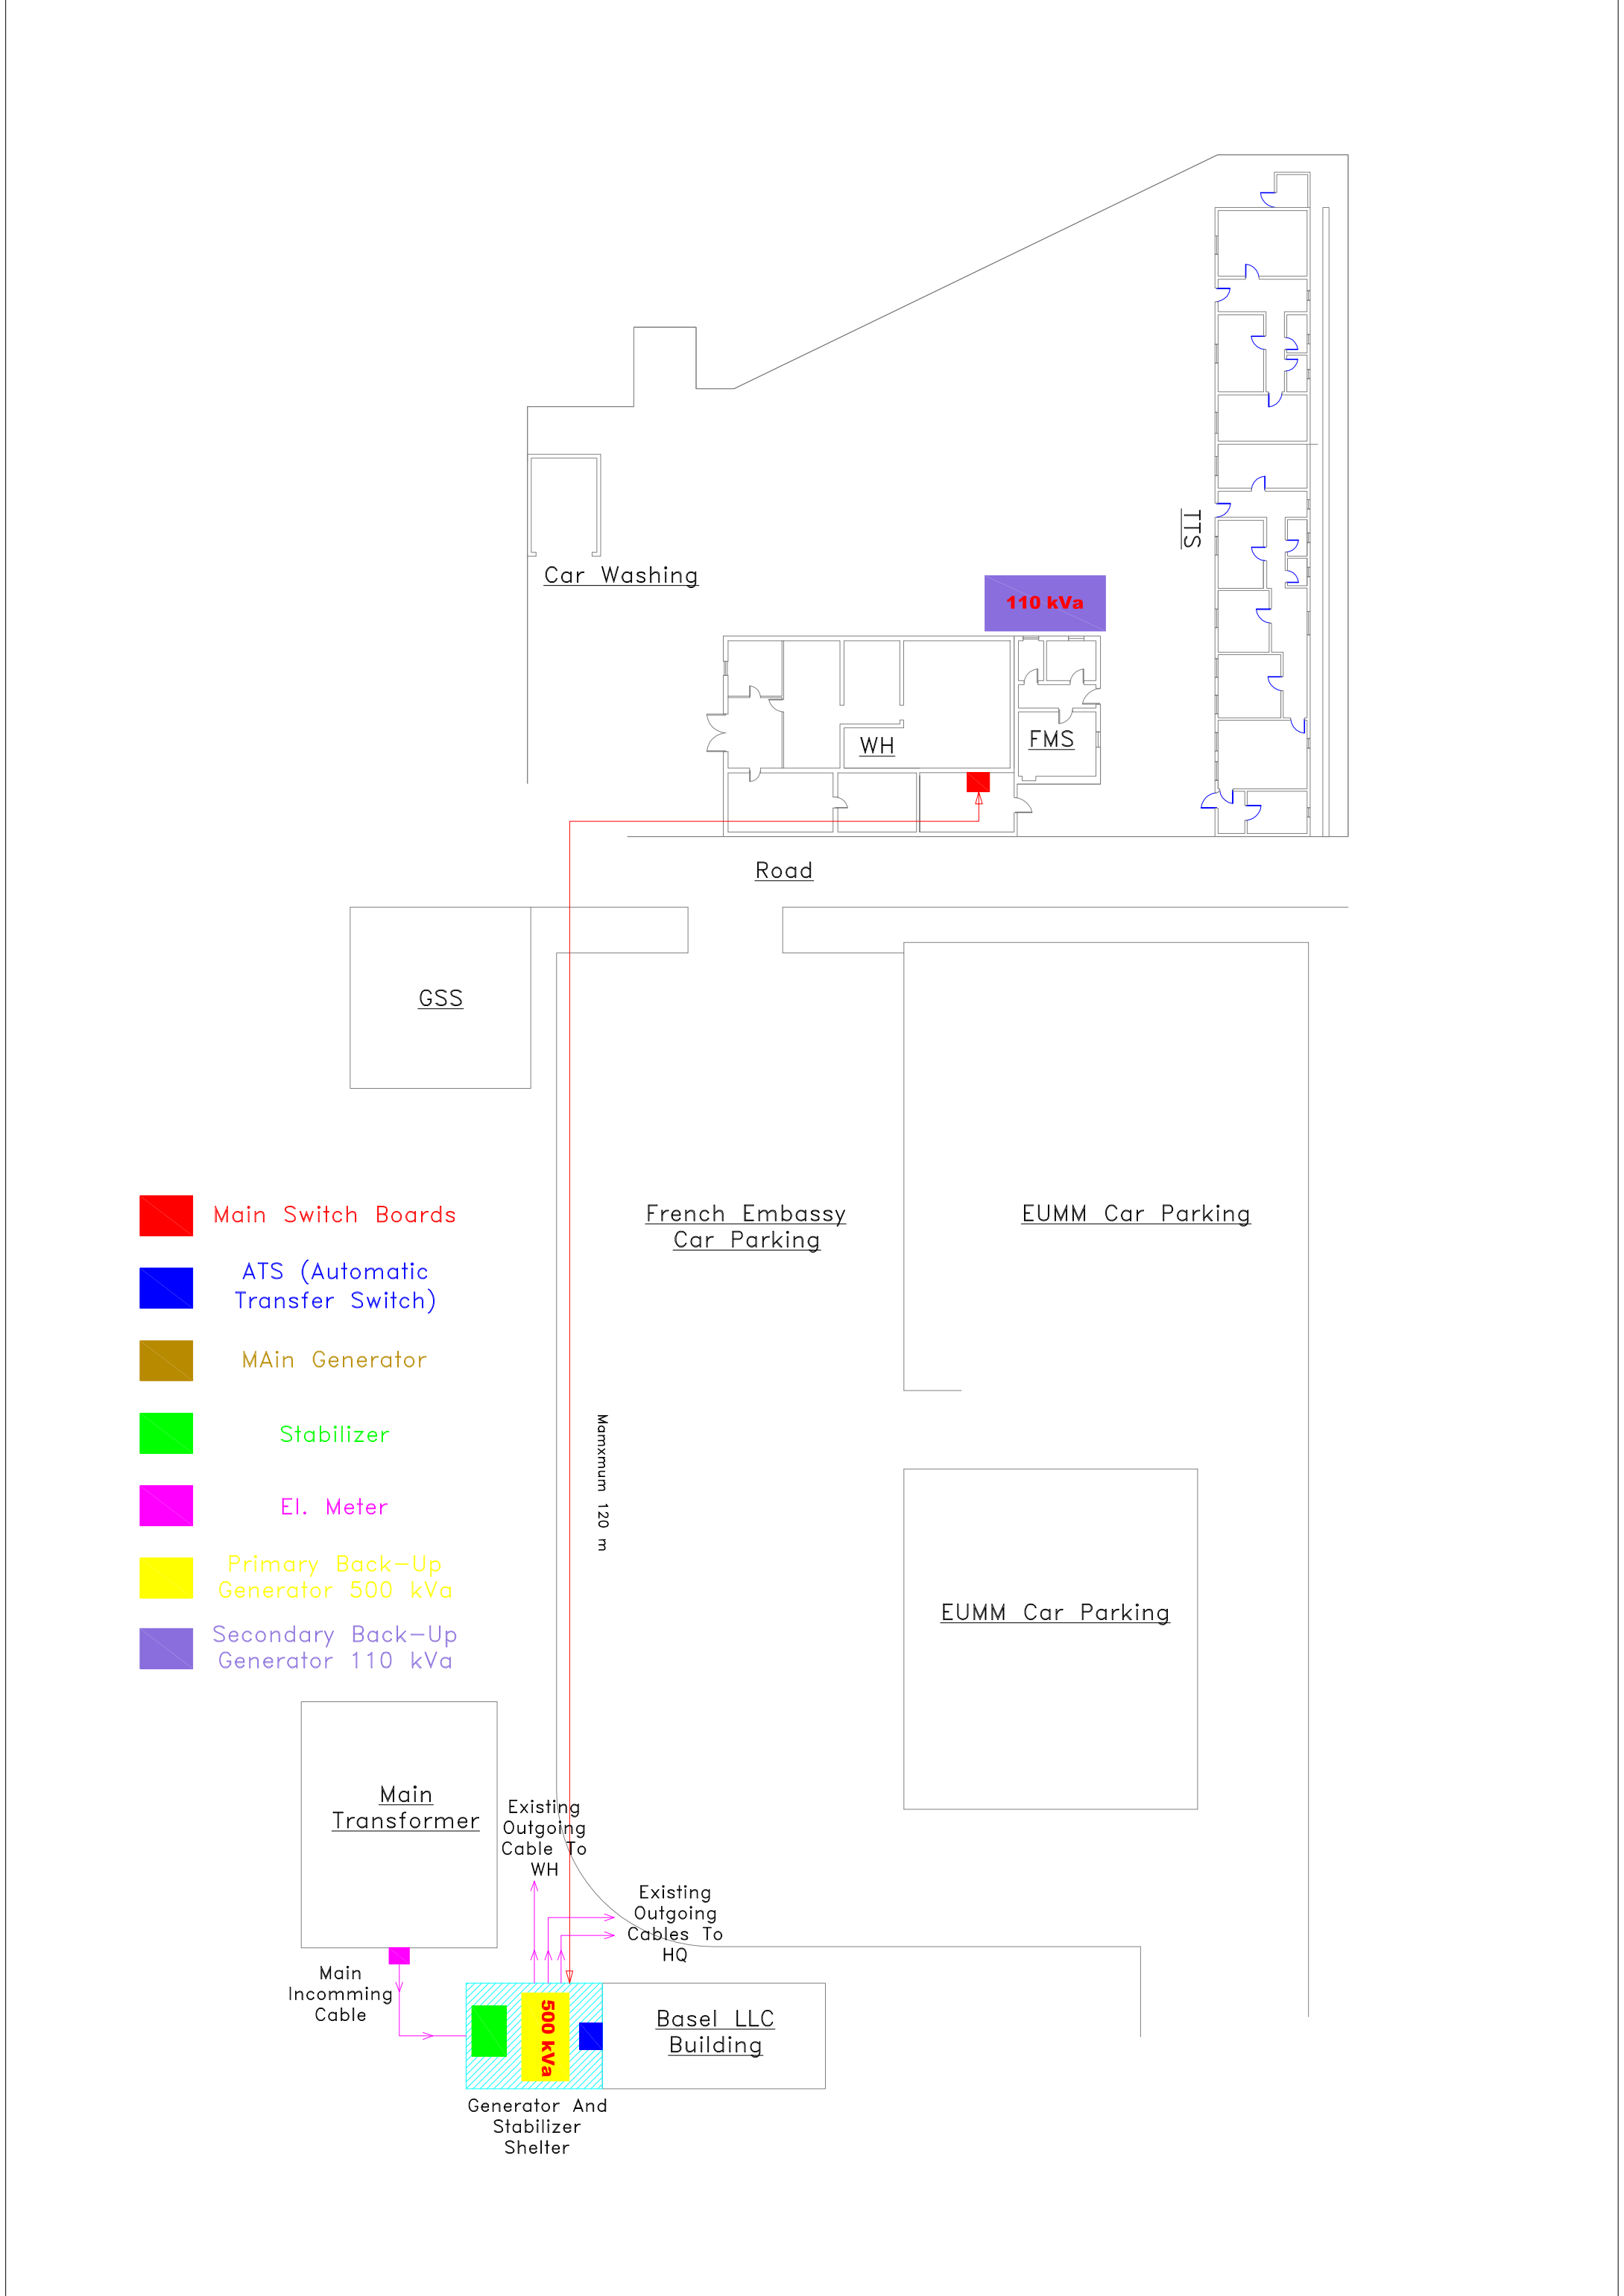 TTS
Car Washing
110 kVa
WH
FMS
Road
GSS
Main Switch Boards
French Embassy
Car Parking
EUMM Car Parking
ATS (Automatic
Transfer Switch)
MAin Generator
Stabilizer
Mamxmum 120 m
El. Meter
Primary Back-Up
Generator 500 kVa
EUMM Car Parking
Secondary Back-Up
Generator 110 kVa
Main
Transformer
Existing
Outgoing
Cable To
WH
Existing
Outgoing
Cables To
HQ
Main
Incomming
Cable
500 kVa
Basel LLC
Building
Generator And
Stabilizer
Shelter